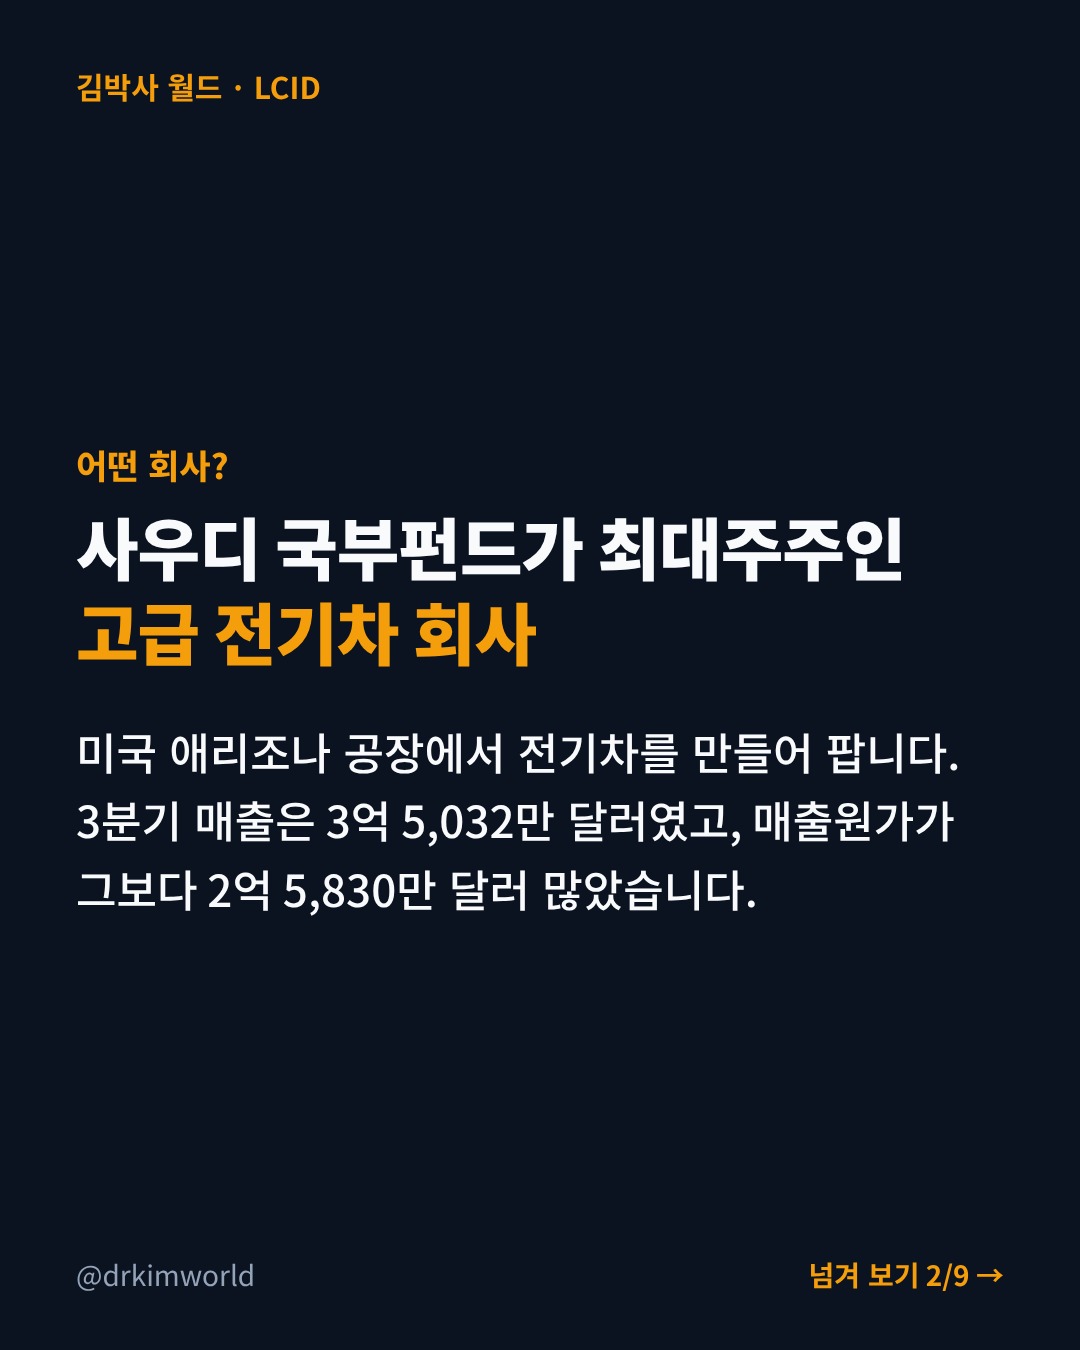 김박사 월드 · LCID
어떤 회사?
사우디 국부펀드가 최대주주인
고급 전기차 회사
미국 애리조나 공장에서 전기차를 만들어 팝니다.
3분기 매출은 3억 5,032만 달러였고, 매출원가가
그보다 2억 5,830만 달러 많았습니다.
@drkimworld
넘겨 보기 2/9 →